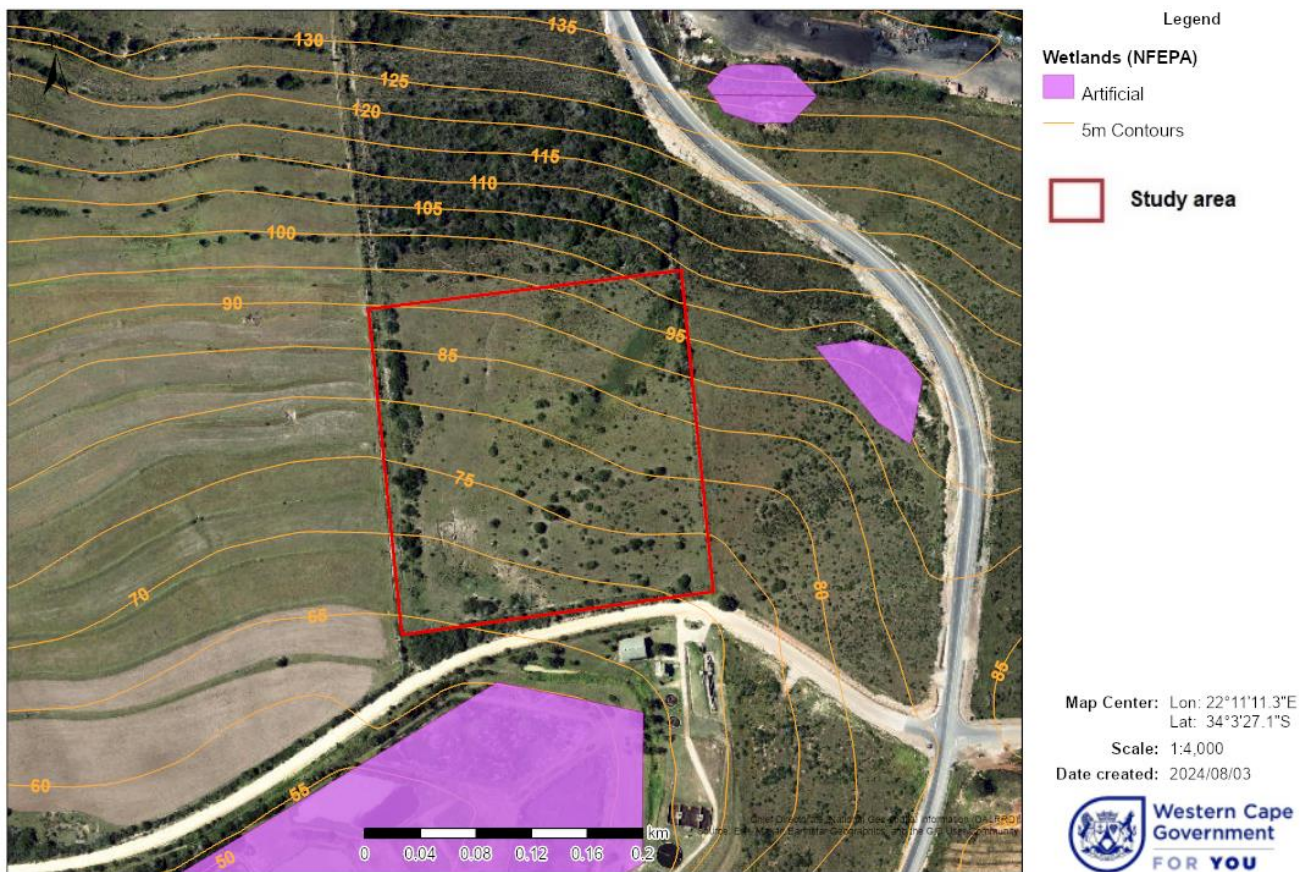 130
135
125
120
115
110
105
100
90
95
85
75
70
65
80
85
60
55
50
km
0 0.04 0.08 0.12 0.16 0.2
Legend
Wetlands (NFEPA)
Artificial
5m Contours
Study area
Map Center: Lon: 22°11'11.3"E
Lat: 34°3'27.1"S
Scale: 1:4,000
Date created: 2024/08/03
Western Cape
Government
FOR YOU